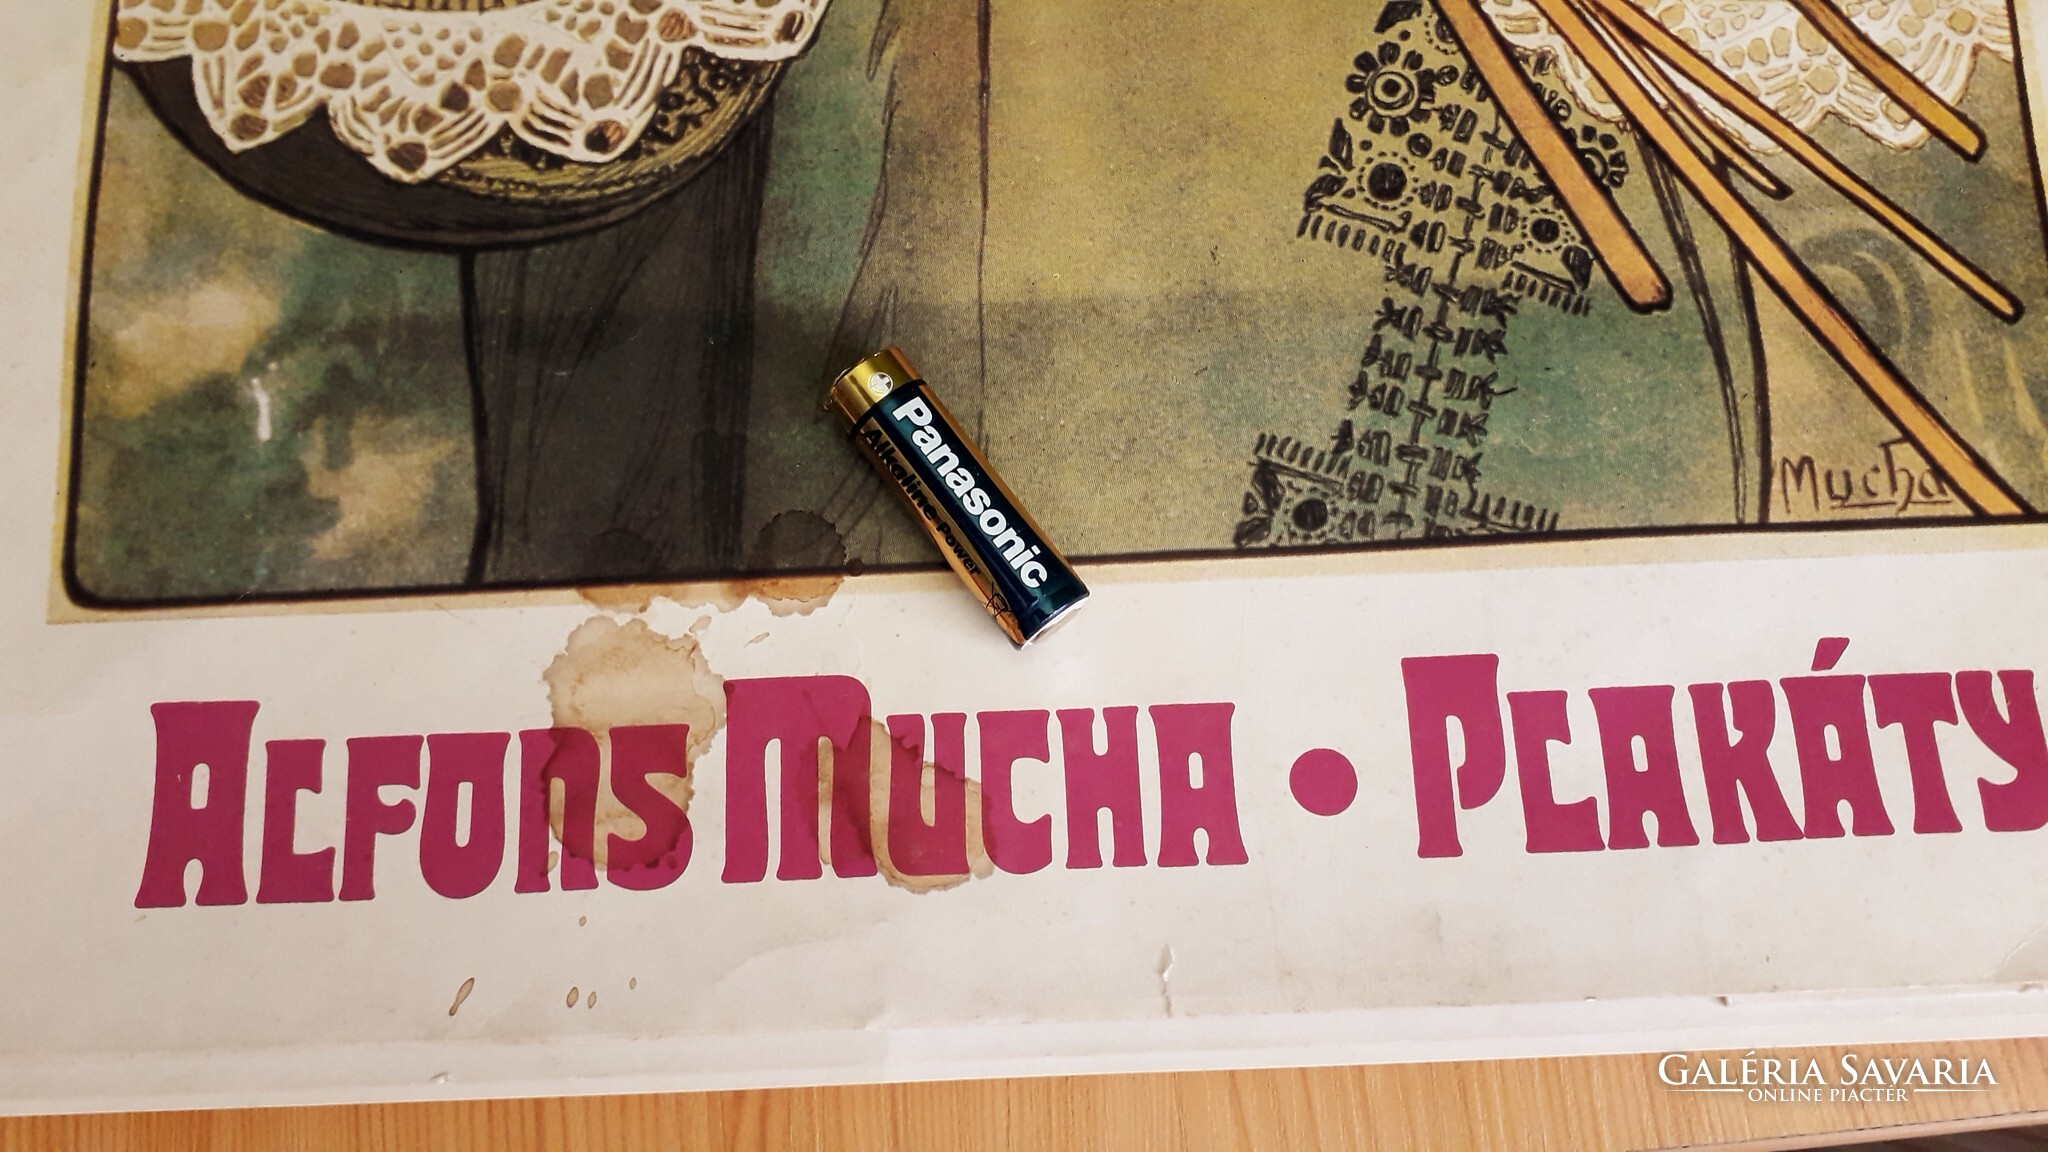 Mucha
Panasonic
Alkaline Power
ALFONS MUCHA • PLAKÁTY
GALÉRIA SAVARIA
ONLINE PIACTÉR